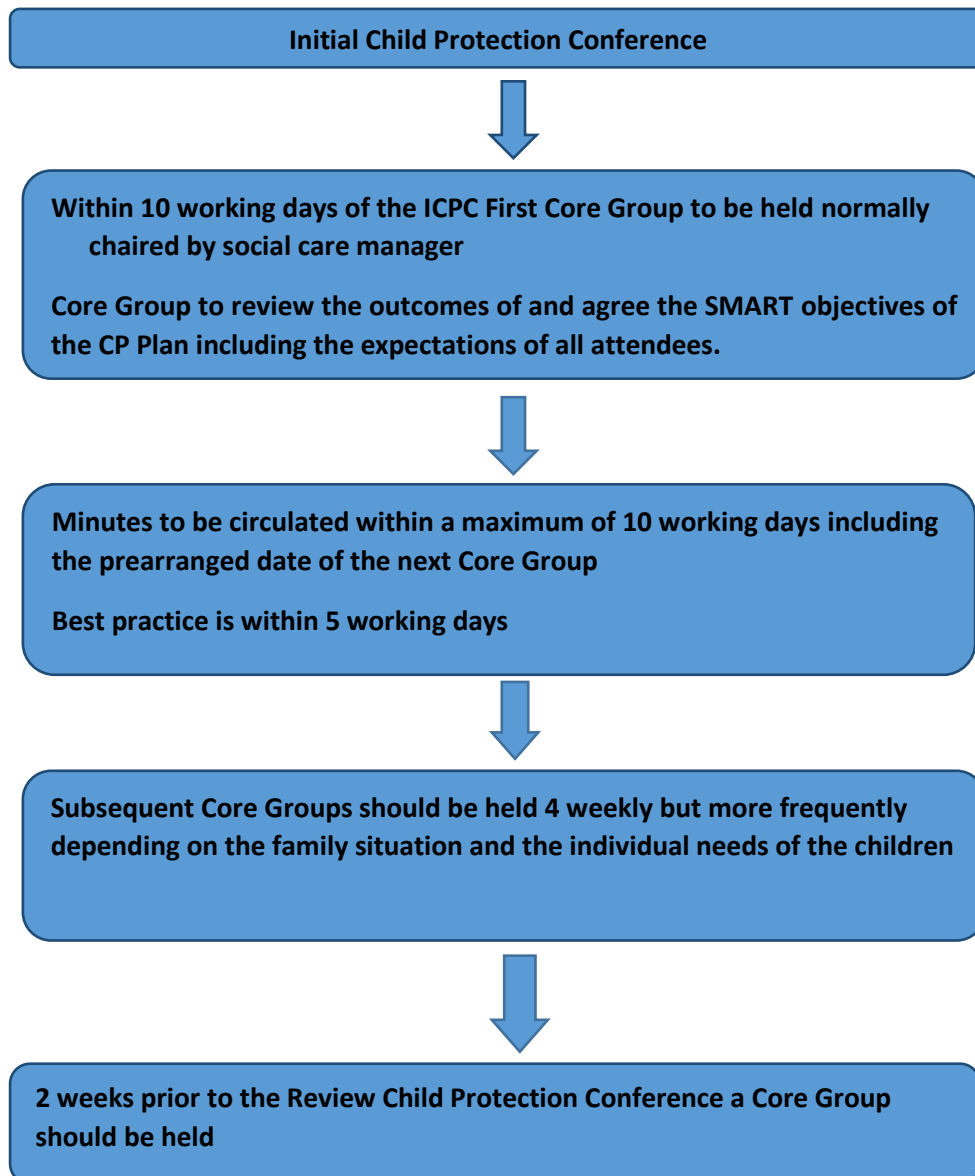 Initial Child Protection Conference
Within 10 working days of the ICPC First Core Group to be held normally
chaired by social care manager
Core Group to review the outcomes of and agree the SMART objectives of
the CP Plan including the expectations of all attendees.
Minutes to be circulated within a maximum of 10 working days including
the prearranged date of the next Core Group
Best practice is within 5 working days
Subsequent Core Groups should be held 4 weekly but more frequently
depending on the family situation and the individual needs of the children
2 weeks prior to the Review Child Protection Conference a Core Group
should be held